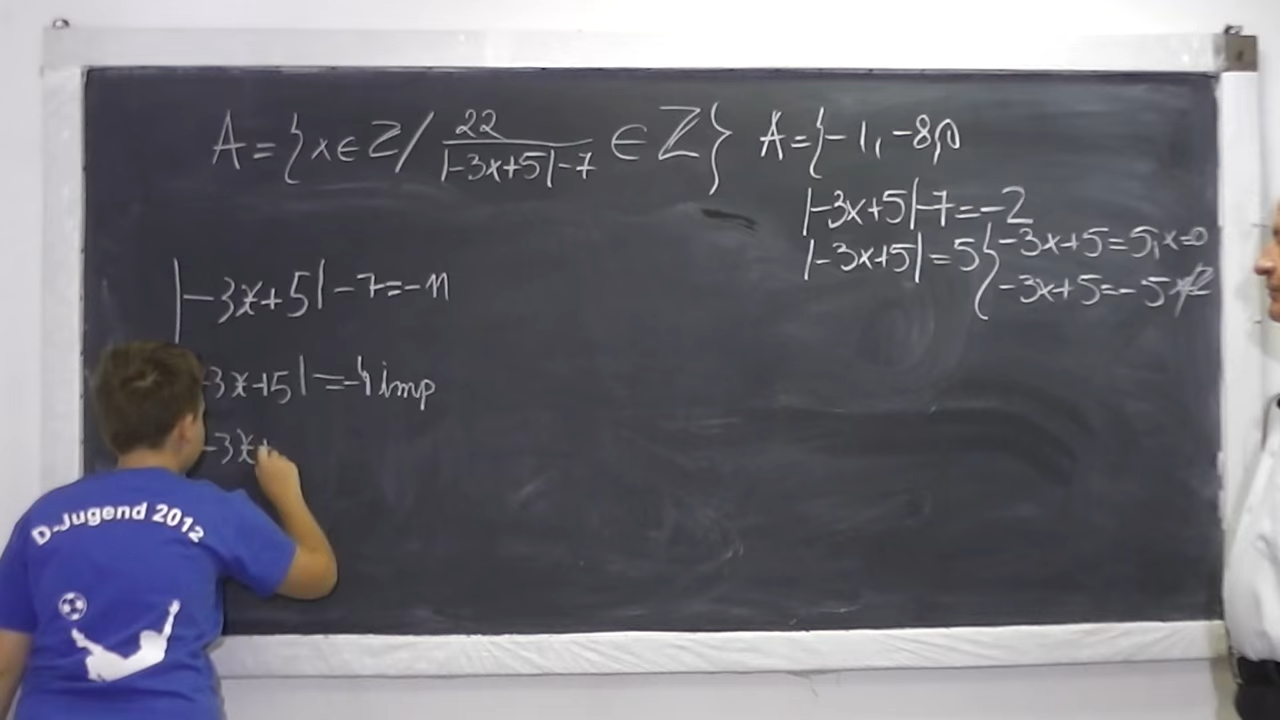 A={x∈Z/ 22/(|-3x+5|-7) ∈Z} A={-1,-8,0
|-3x+5|-7=-2
|-3x+5|=5{-3x+5=5;x=0
-3x+5=-5
|-3x+5|-7=-11
-3x+5|=-4 imp
-3x+
D-Jugend 2012